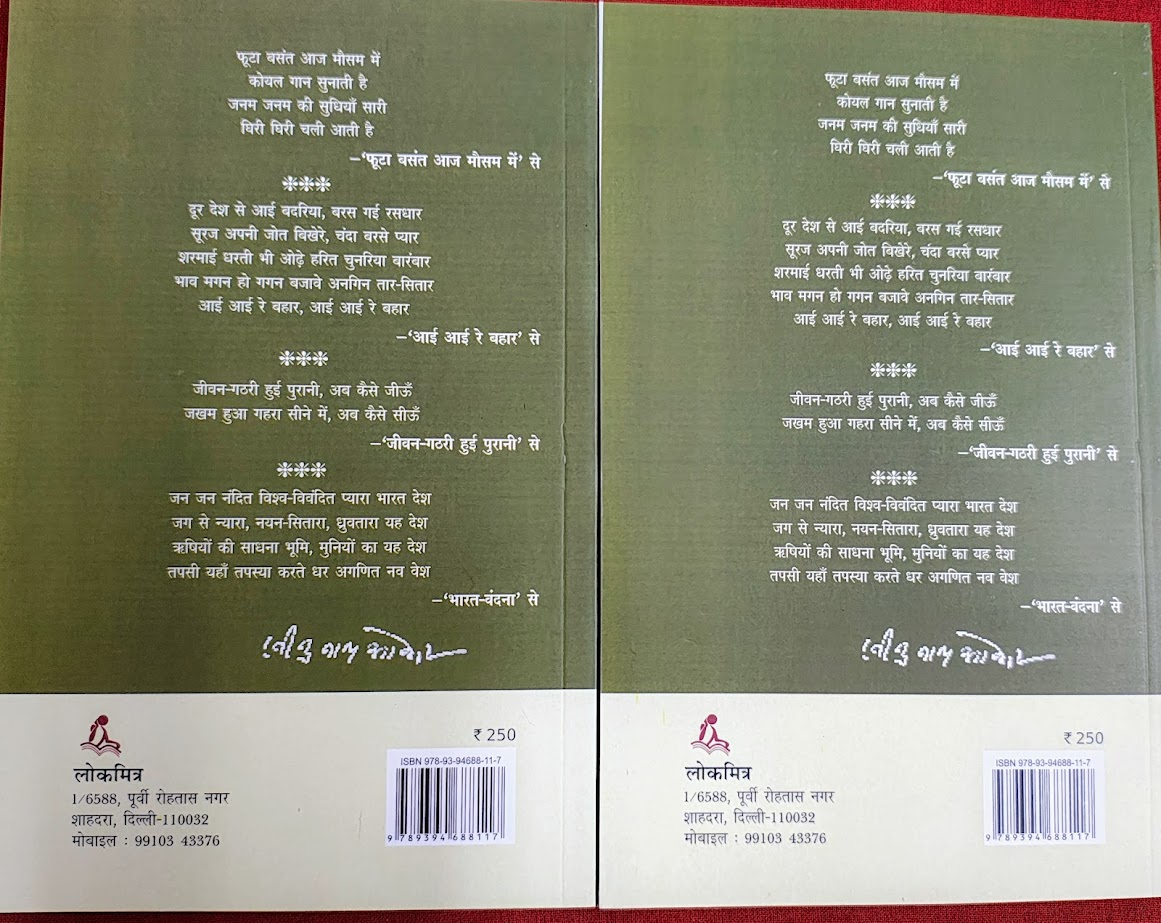 फूटा वसंत आज मौसम में
कोयल गान सुनाती है
जनम जनम की सुधियाँ सारी
घिरी घिरी चली आती है
–‘फूटा वसंत आज मौसम में’ से
दूर देश से आई बदरिया, बरस गई रसधार
सूरज अपनी जोत बिखेरे, चंदा बरसे प्यार
शरमाई धरती भी ओढ़े हरित चुनरिया बारंबार
भाव मगन हो गगन बजावे अनगिन तार-सितार
आई आई रे बहार, आई आई रे बहार
–‘आई आई रे बहार’ से
जीवन-गठरी हुई पुरानी, अब कैसे जीऊँ
जखम हुआ गहरा सीने में, अब कैसे सीऊँ
–‘जीवन-गठरी हुई पुरानी’ से
जन जन नंदित विश्व-विवंदित प्यारा भारत देश
जग से न्यारा, नयन-सितारा, ध्रुवतारा यह देश
ऋषियों की साधना भूमि, मुनियों का यह देश
तपसी यहाँ तपस्या करते धर अगणित नव वेश
–‘भारत-वंदना’ से
₹ 250
ISBN 978-93-94688-11-7
9 789394 688117
लोकमित्र
1/6588, पूर्वी रोहतास नगर
शाहदरा, दिल्ली-110032
मोबाइल : 99103 43376
फूटा वसंत आज मौसम में
कोयल गान सुनाती है
जनम जनम की सुधियाँ सारी
घिरी घिरी चली आती है
–‘फूटा वसंत आज मौसम में’ से
दूर देश से आई बदरिया, बरस गई रसधार
सूरज अपनी जोत बिखेरे, चंदा बरसे प्यार
शरमाई धरती भी ओढ़े हरित चुनरिया बारंबार
भाव मगन हो गगन बजावे अनगिन तार-सितार
आई आई रे बहार, आई आई रे बहार
–‘आई आई रे बहार’ से
जीवन-गठरी हुई पुरानी, अब कैसे जीऊँ
जखम हुआ गहरा सीने में, अब कैसे सीऊँ
–‘जीवन-गठरी हुई पुरानी’ से
जन जन नंदित विश्व-विवंदित प्यारा भारत देश
जग से न्यारा, नयन-सितारा, ध्रुवतारा यह देश
ऋषियों की साधना भूमि, मुनियों का यह देश
तपसी यहाँ तपस्या करते धर अगणित नव वेश
–‘भारत-वंदना’ से
₹ 250
ISBN 978-93-94688-11-7
9 789394 688117
लोकमित्र
1/6588, पूर्वी रोहतास नगर
शाहदरा, दिल्ली-110032
मोबाइल : 99103 43376